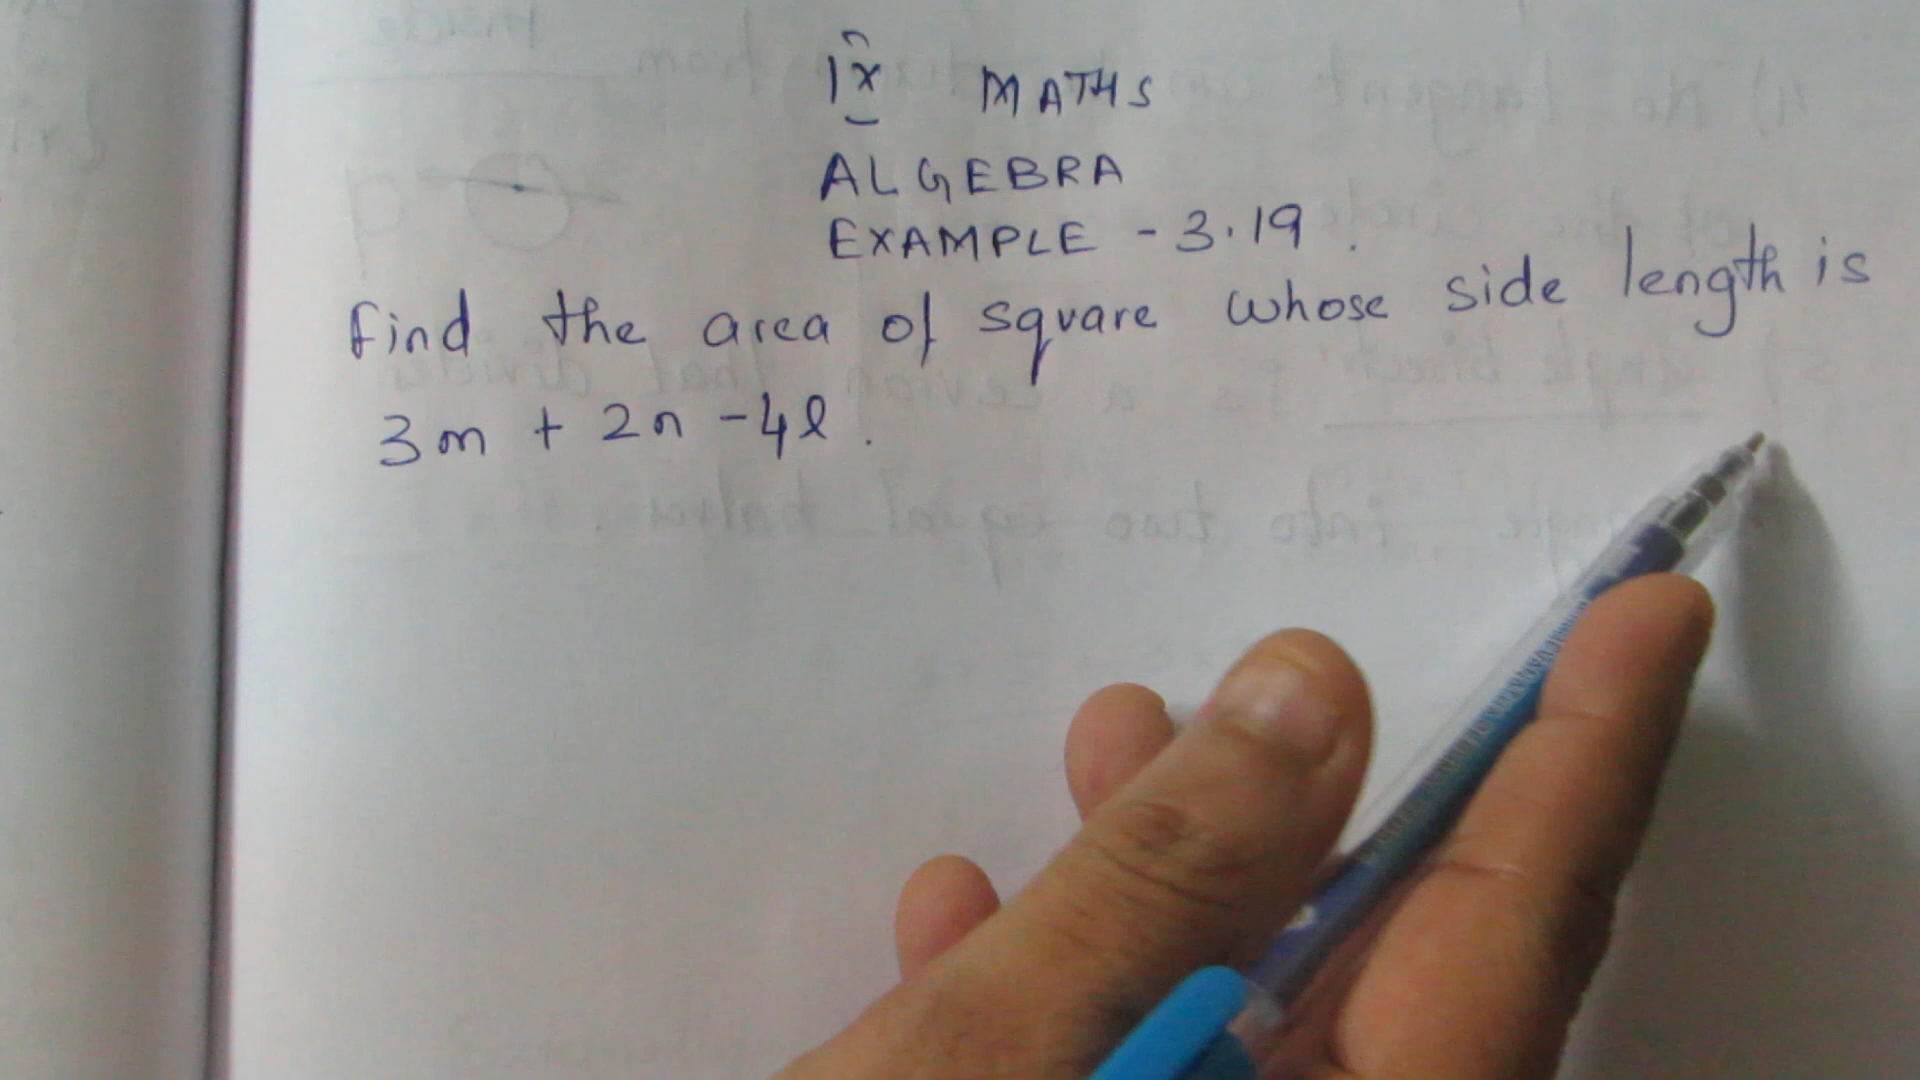 IX MATHS
ALGEBRA
EXAMPLE - 3.19.
Find the area of square whose side length is
3m + 2n - 4l.